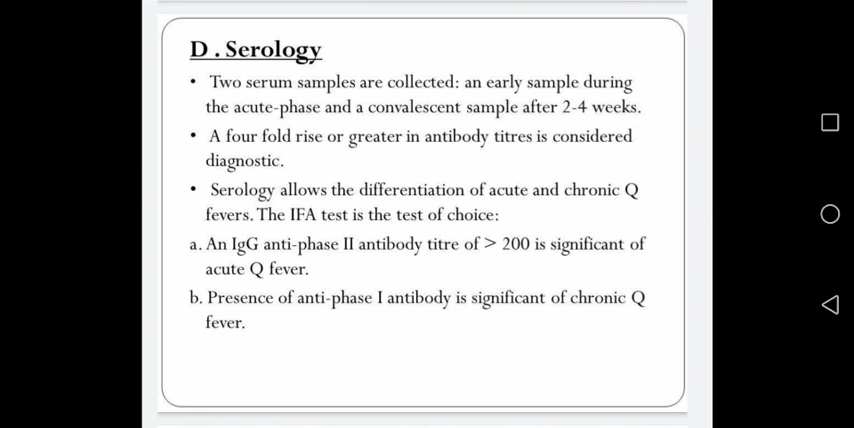 D . Serology
• Two serum samples are collected: an early sample during
the acute-phase and a convalescent sample after 2-4 weeks.
• A four fold rise or greater in antibody titres is considered
diagnostic.
• Serology allows the differentiation of acute and chronic Q
fevers. The IFA test is the test of choice:
a. An IgG anti-phase II antibody titre of > 200 is significant of
acute Q fever.
b. Presence of anti-phase I antibody is significant of chronic Q
fever.